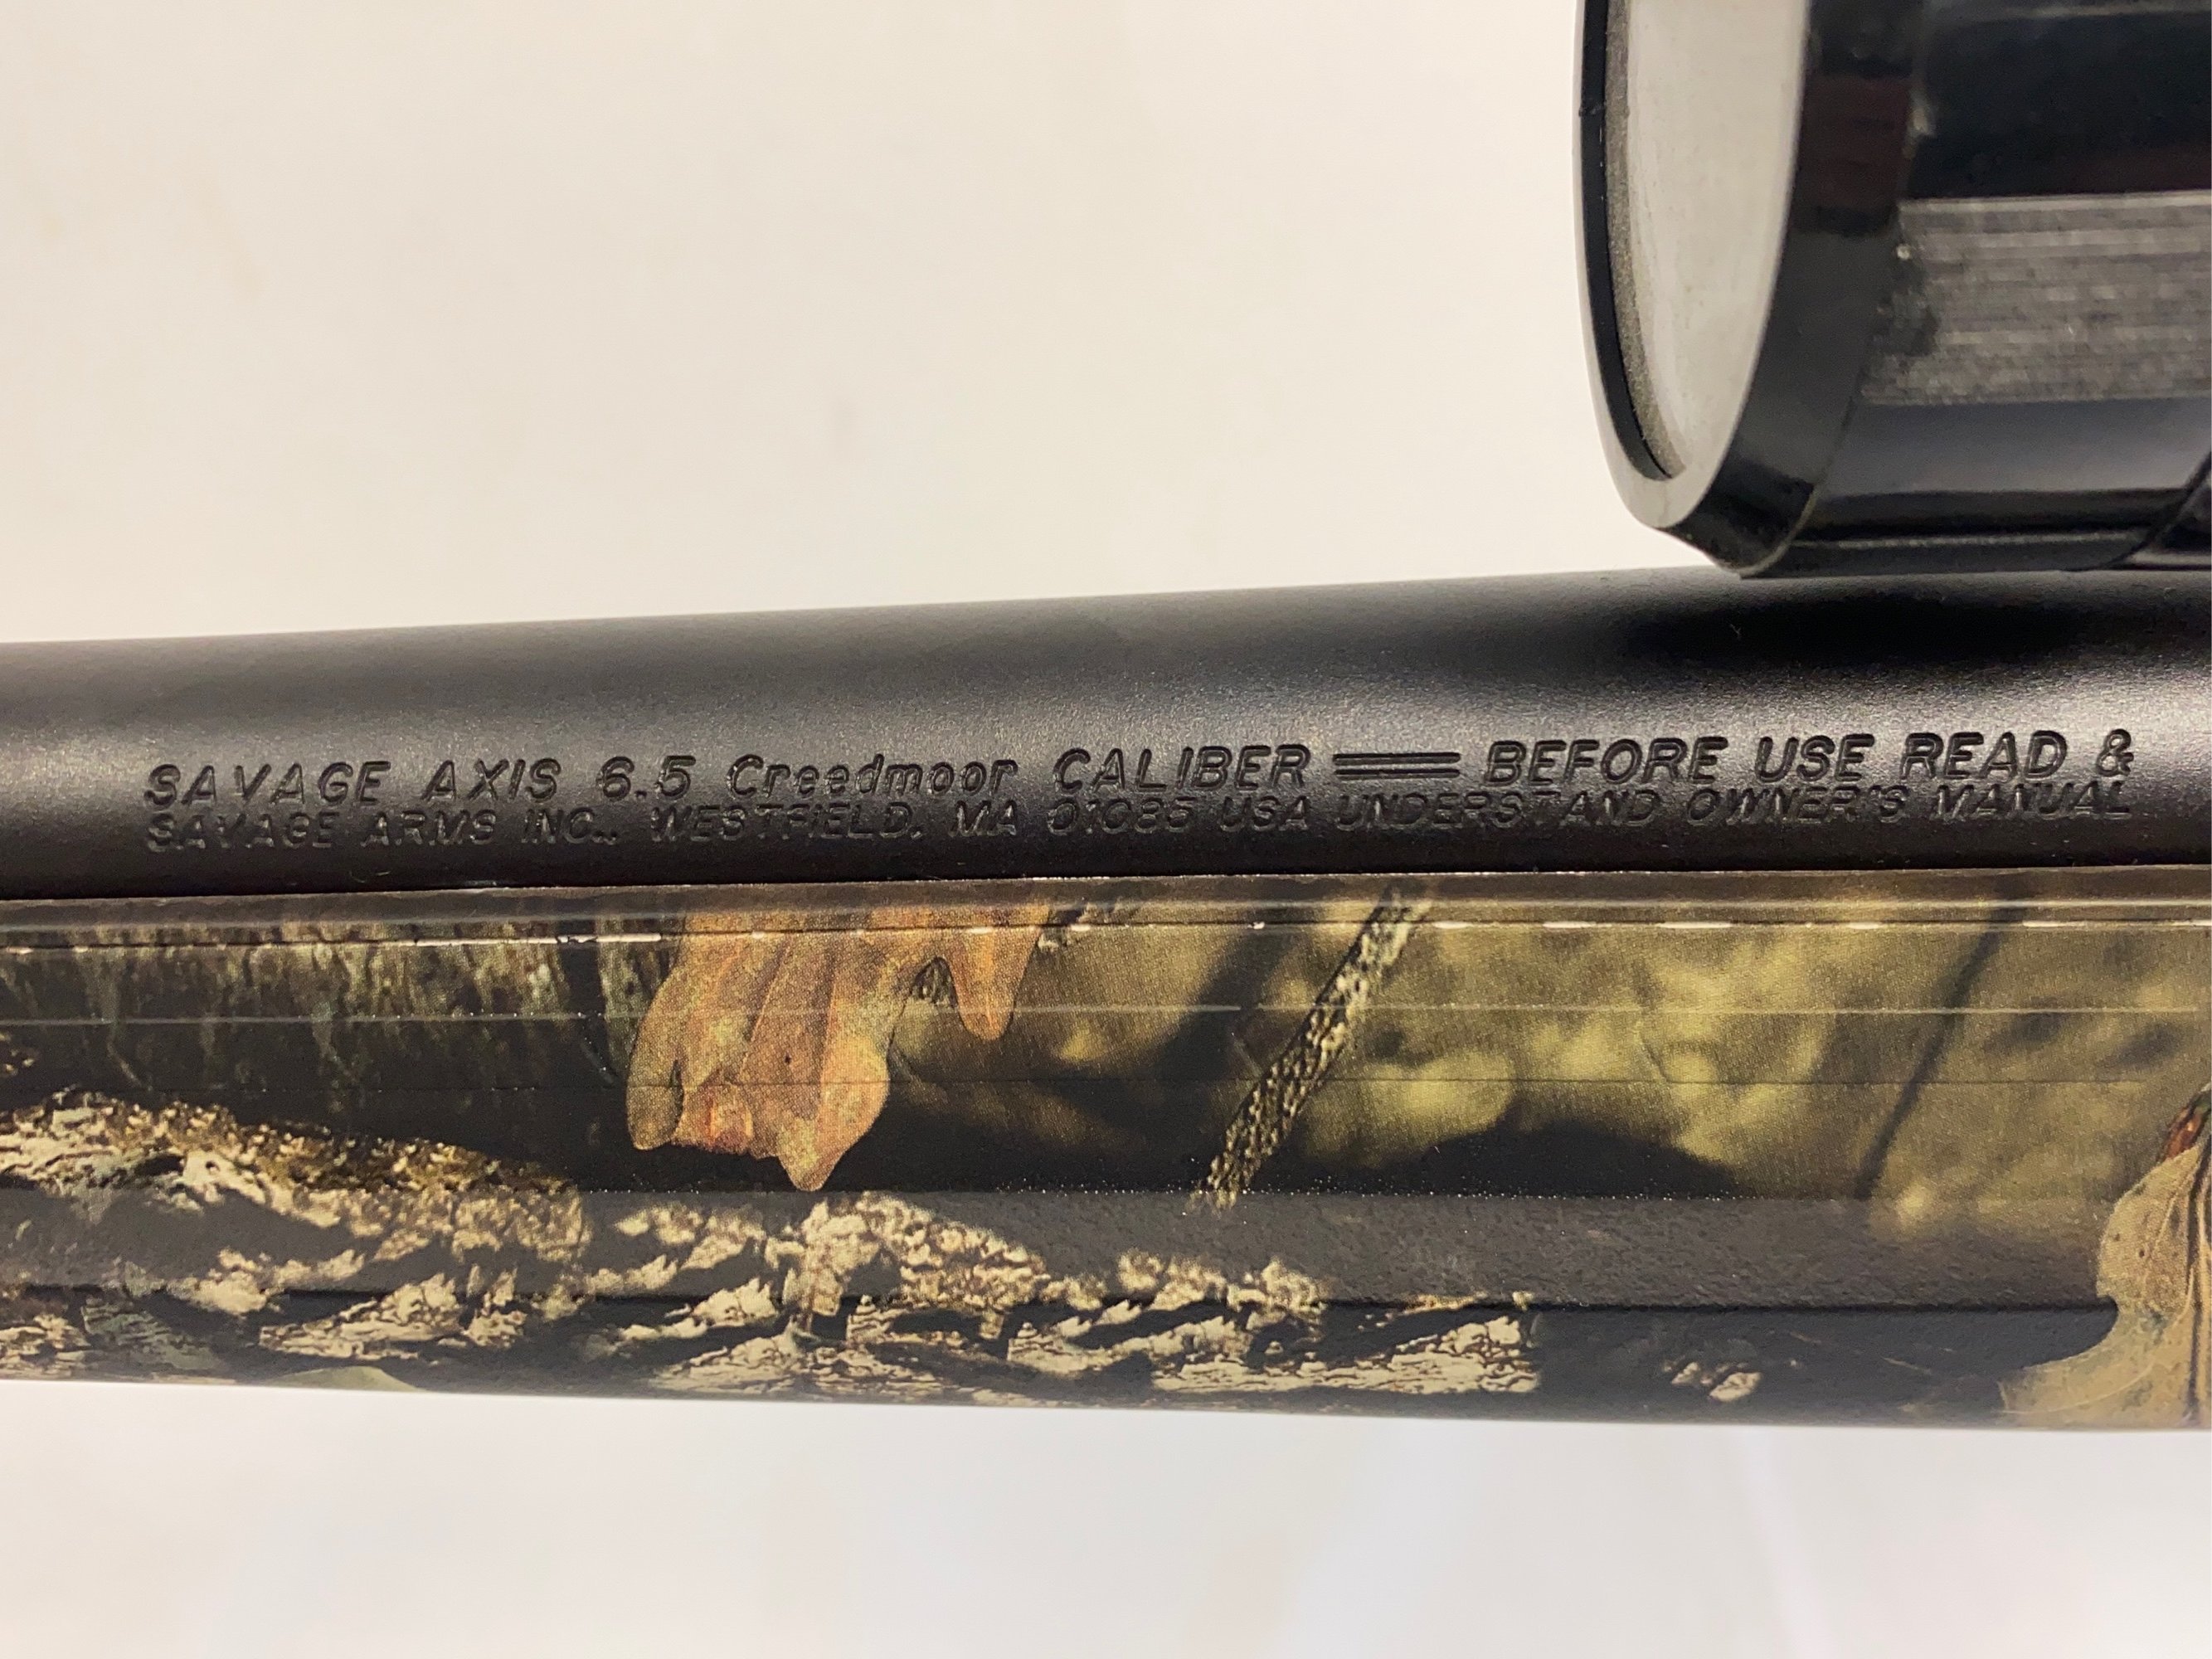 SAVAGE AXIS 6.5 Creedmoor CALIBER === BEFORE USE READ &
SAVAGE ARMS INC., WESTFIELD, MA 01085 USA UNDERSTAND OWNER'S MANUAL